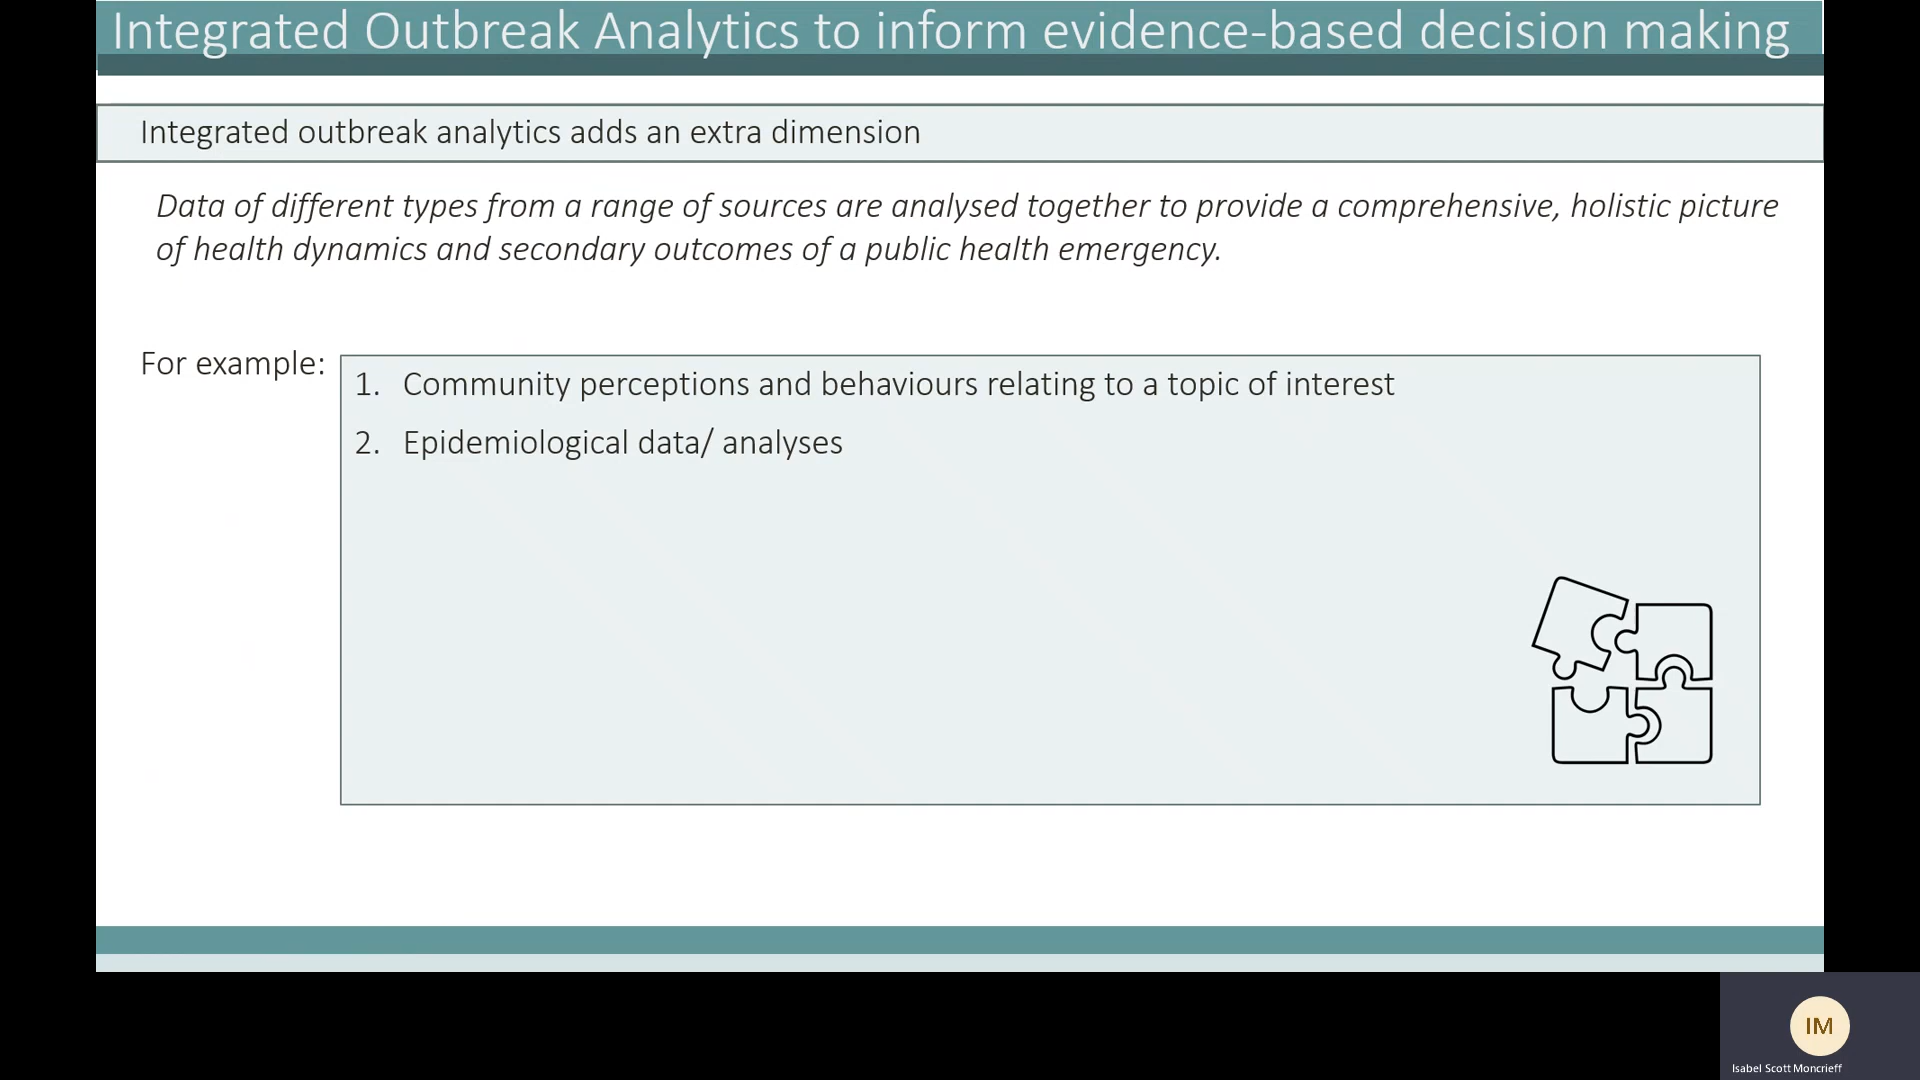 Integrated Outbreak Analytics to inform evidence-based decision making
Integrated outbreak analytics adds an extra dimension
Data of different types from a range of sources are analysed together to provide a comprehensive, holistic picture
of health dynamics and secondary outcomes of a public health emergency.
For example:
1. Community perceptions and behaviours relating to a topic of interest
2. Epidemiological data/ analyses
IM
Isabel Scott Moncrieff